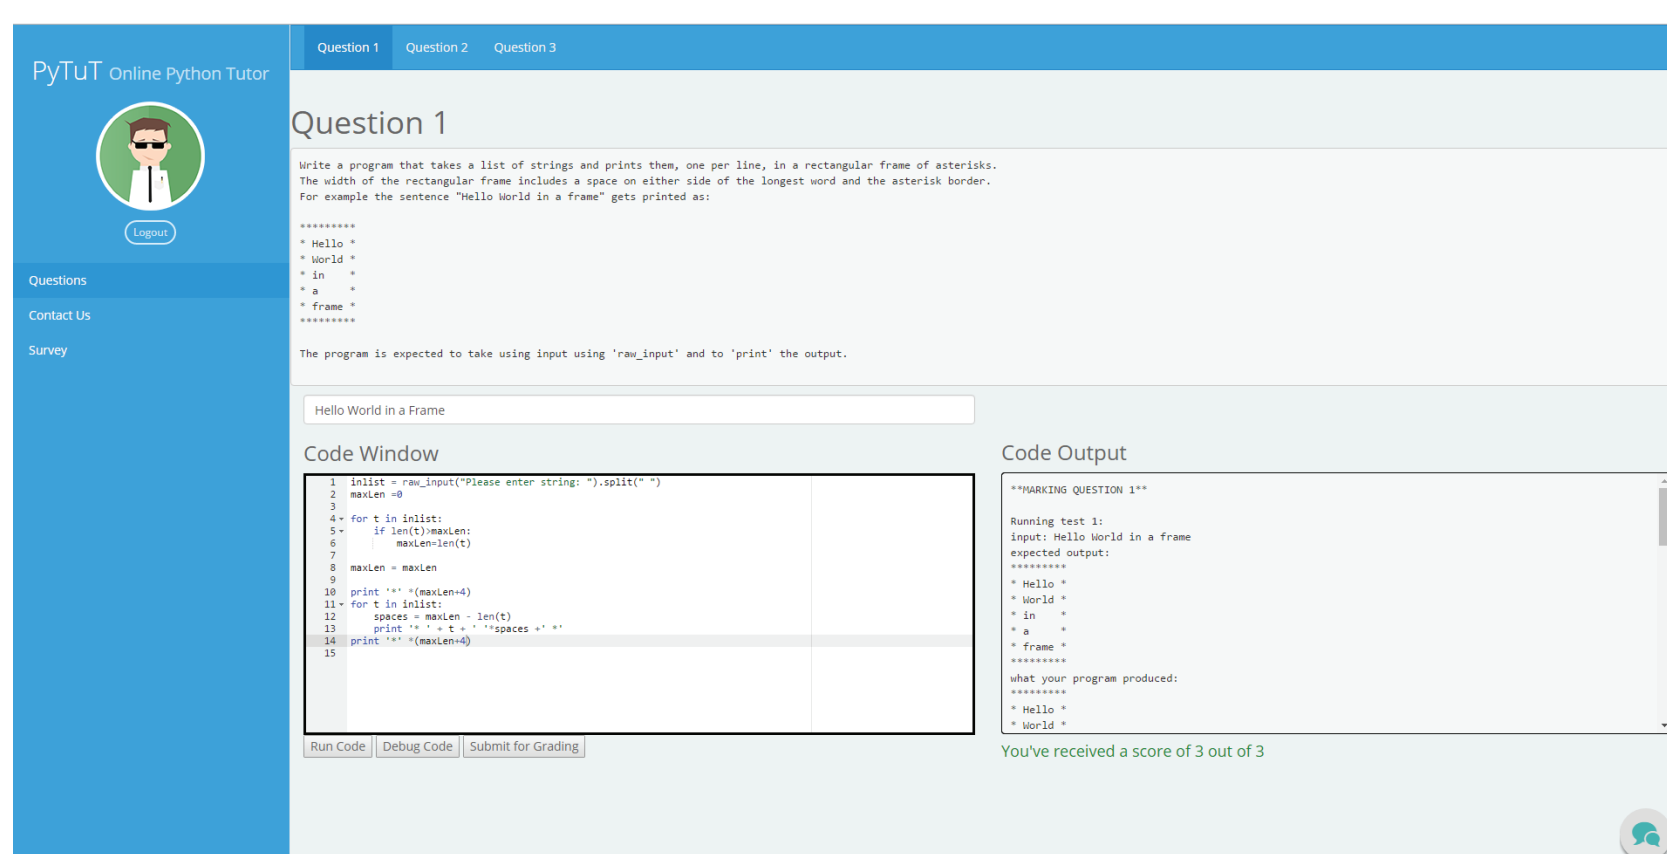 PyTuT Online Python Tutor
Logout
Questions
Contact Us
Survey
Question 1 Question 2 Question 3
Question 1
Write a program that takes a list of strings and prints them, one per line, in a rectangular frame of asterisks.
The width of the rectangular frame includes a space on either side of the longest word and the asterisk border.
For example the sentence "Hello World in a frame" gets printed as:
*********
* Hello *
* World *
* in    *
* a     *
* frame *
*********
The program is expected to take using input using 'raw_input' and to 'print' the output.
Hello World in a Frame
Code Window
1 inlist = raw_input("Please enter string: ").split(" ")
2 maxLen =0
3
4 for t in inlist:
5     if len(t)>maxLen:
6         maxLen=len(t)
7
8 maxLen = maxLen
9
10 print '*' *(maxLen+4)
11 for t in inlist:
12     spaces = maxLen - len(t)
13     print '* ' + t + ' '*spaces +' *'
14 print '*' *(maxLen+4)
15
Run Code Debug Code Submit for Grading
Code Output
**MARKING QUESTION 1**
Running test 1:
input: Hello World in a frame
expected output:
*********
* Hello *
* World *
* in    *
* a     *
* frame *
*********
what your program produced:
*********
* Hello *
* World *
You've received a score of 3 out of 3